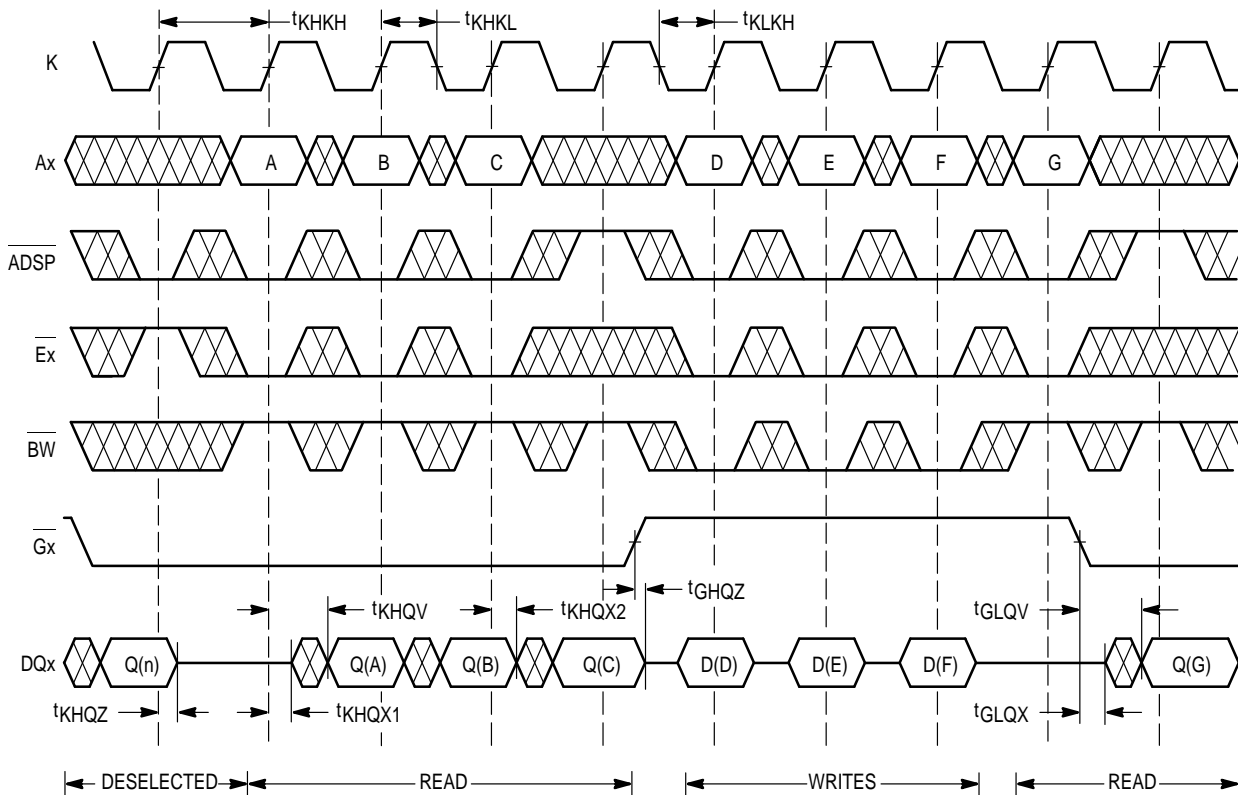 tKHKH tKHKL tKLKH
K
Ax A B C D E F G
ADSP
Ex
BW
Gx
tKHQV tKHQX2 tGHQZ tGLQV
DQx Q(n) Q(A) Q(B) Q(C) D(D) D(E) D(F) Q(G)
tKHQZ tKHQX1 tGLQX
DESELECTED READ WRITES READ